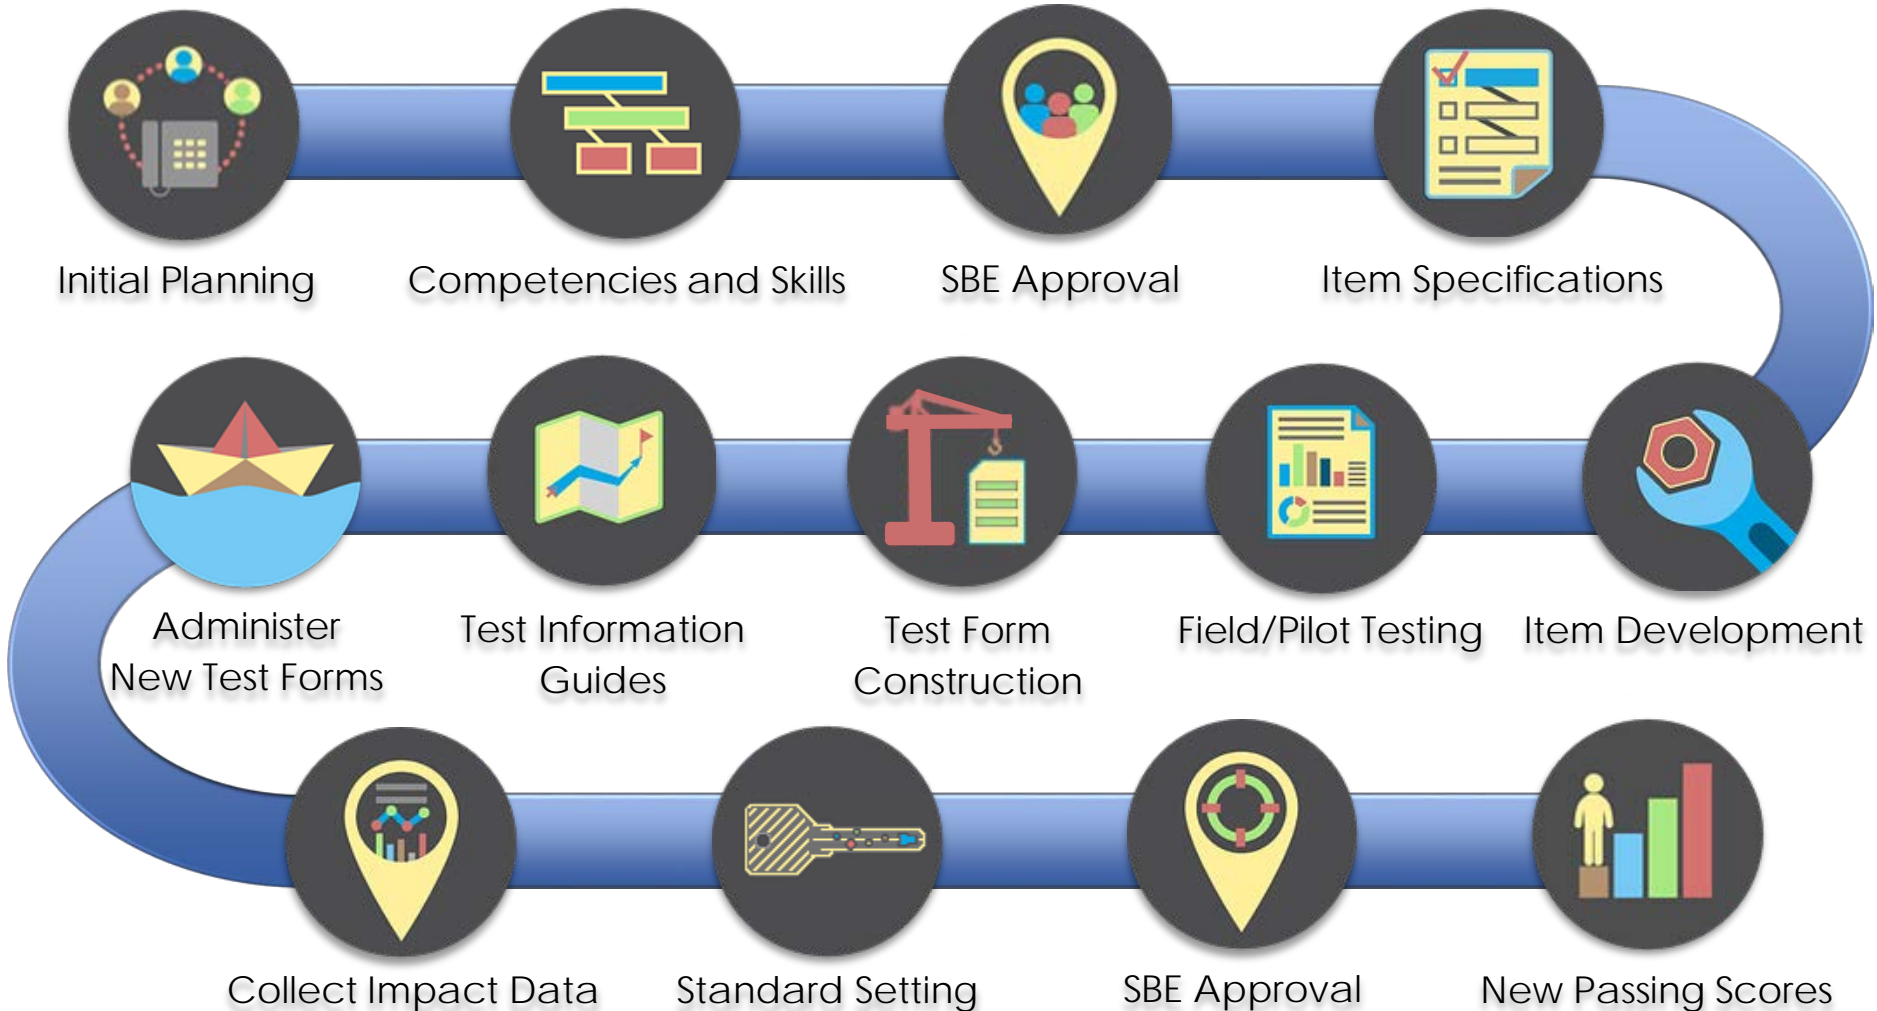 Initial Planning
Competencies and Skills
SBE Approval
Item Specifications
Administer
New Test Forms
Test Information
Guides
Test Form
Construction
Field/Pilot Testing
Item Development
Collect Impact Data
Standard Setting
SBE Approval
New Passing Scores